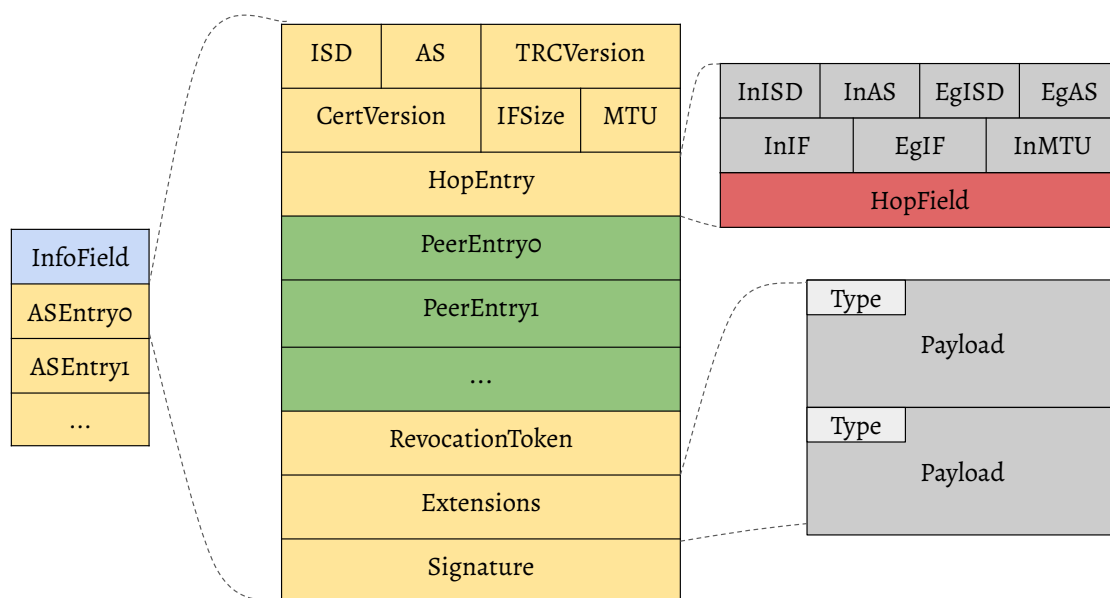 InfoField
ASEntry0
ASEntry1
...
ISD AS TRCVersion
CertVersion IFSize MTU
HopEntry
PeerEntry0
PeerEntry1
...
RevocationToken
Extensions
Signature
InISD InAS EgISD EgAS
InIF EgIF InMTU
HopField
Type
Payload
Type
Payload